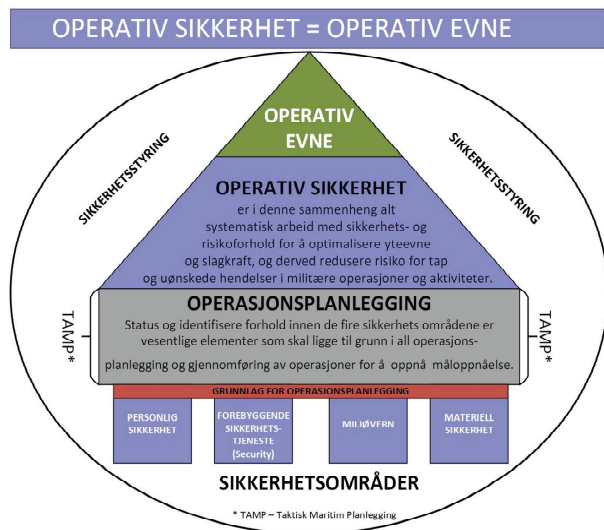 OPERATIV SIKKERHET = OPERATIV EVNE
SIKKERHETSSTYRING
OPERATIV
EVNE
SIKKERHETSSTYRING
OPERATIV SIKKERHET
er i denne sammenheng alt
systematisk arbeid med sikkerhets- og
risikoforhold for å optimalisere yteevne
og slagkraft, og derved redusere risiko for tap
og uønskede hendelser i militære operasjoner og aktiviteter.
TAMP*
OPERASJONSPLANLEGGING
Status og identifisere forhold innen de fire sikkerhets områdene er
vesentlige elementer som skal ligge til grunn i all operasjons-
planlegging og gjennomføring av operasjoner for å oppnå måloppnåelse.
TAMP*
GRUNNLAG FOR OPERASJONSPLANLEGGING
PERSONLIG
SIKKERHET
FOREBYGGENDE
SIKKERHETS-
TJENESTE
(Security)
MILJØVERN
MATERIELL
SIKKERHET
SIKKERHETSOMRÅDER
* TAMP – Taktisk Maritim Planlegging